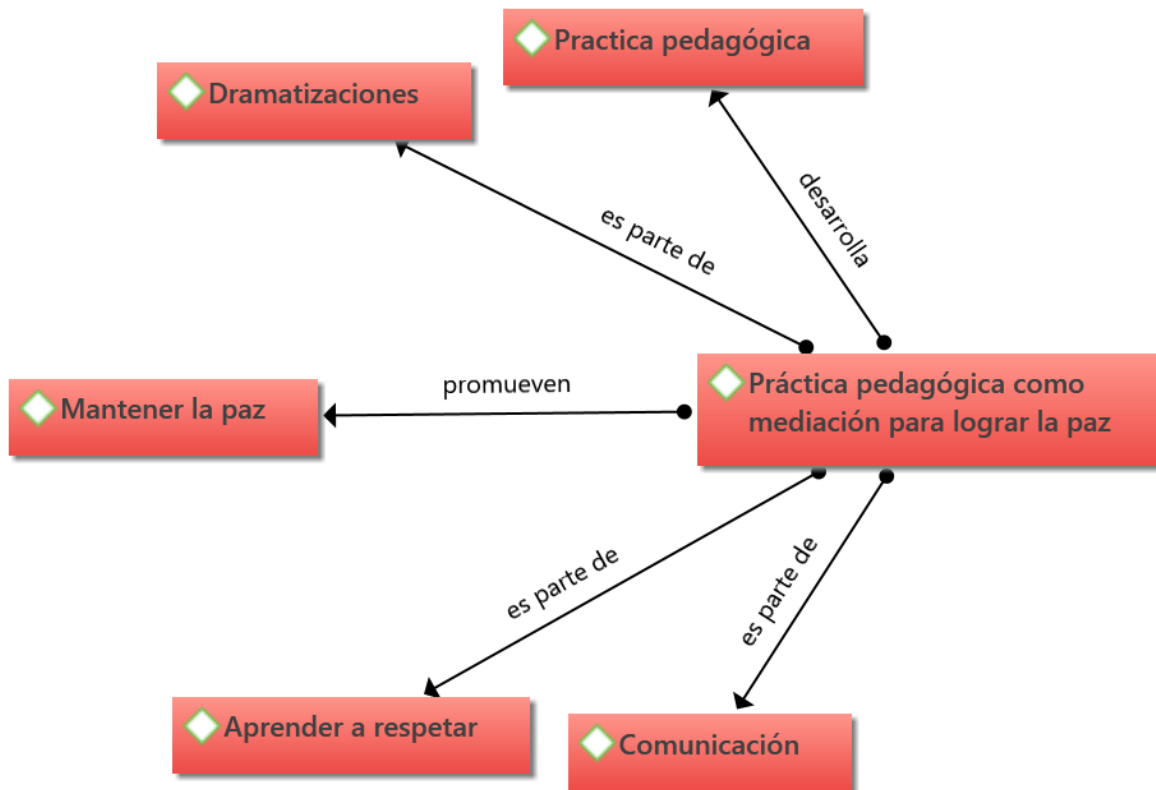 Practica pedagógica
Dramatizaciones
desarrolla
es parte de
Práctica pedagógica como
mediación para lograr la paz
promueven
Mantener la paz
es parte de
es parte de
Aprender a respetar
Comunicación